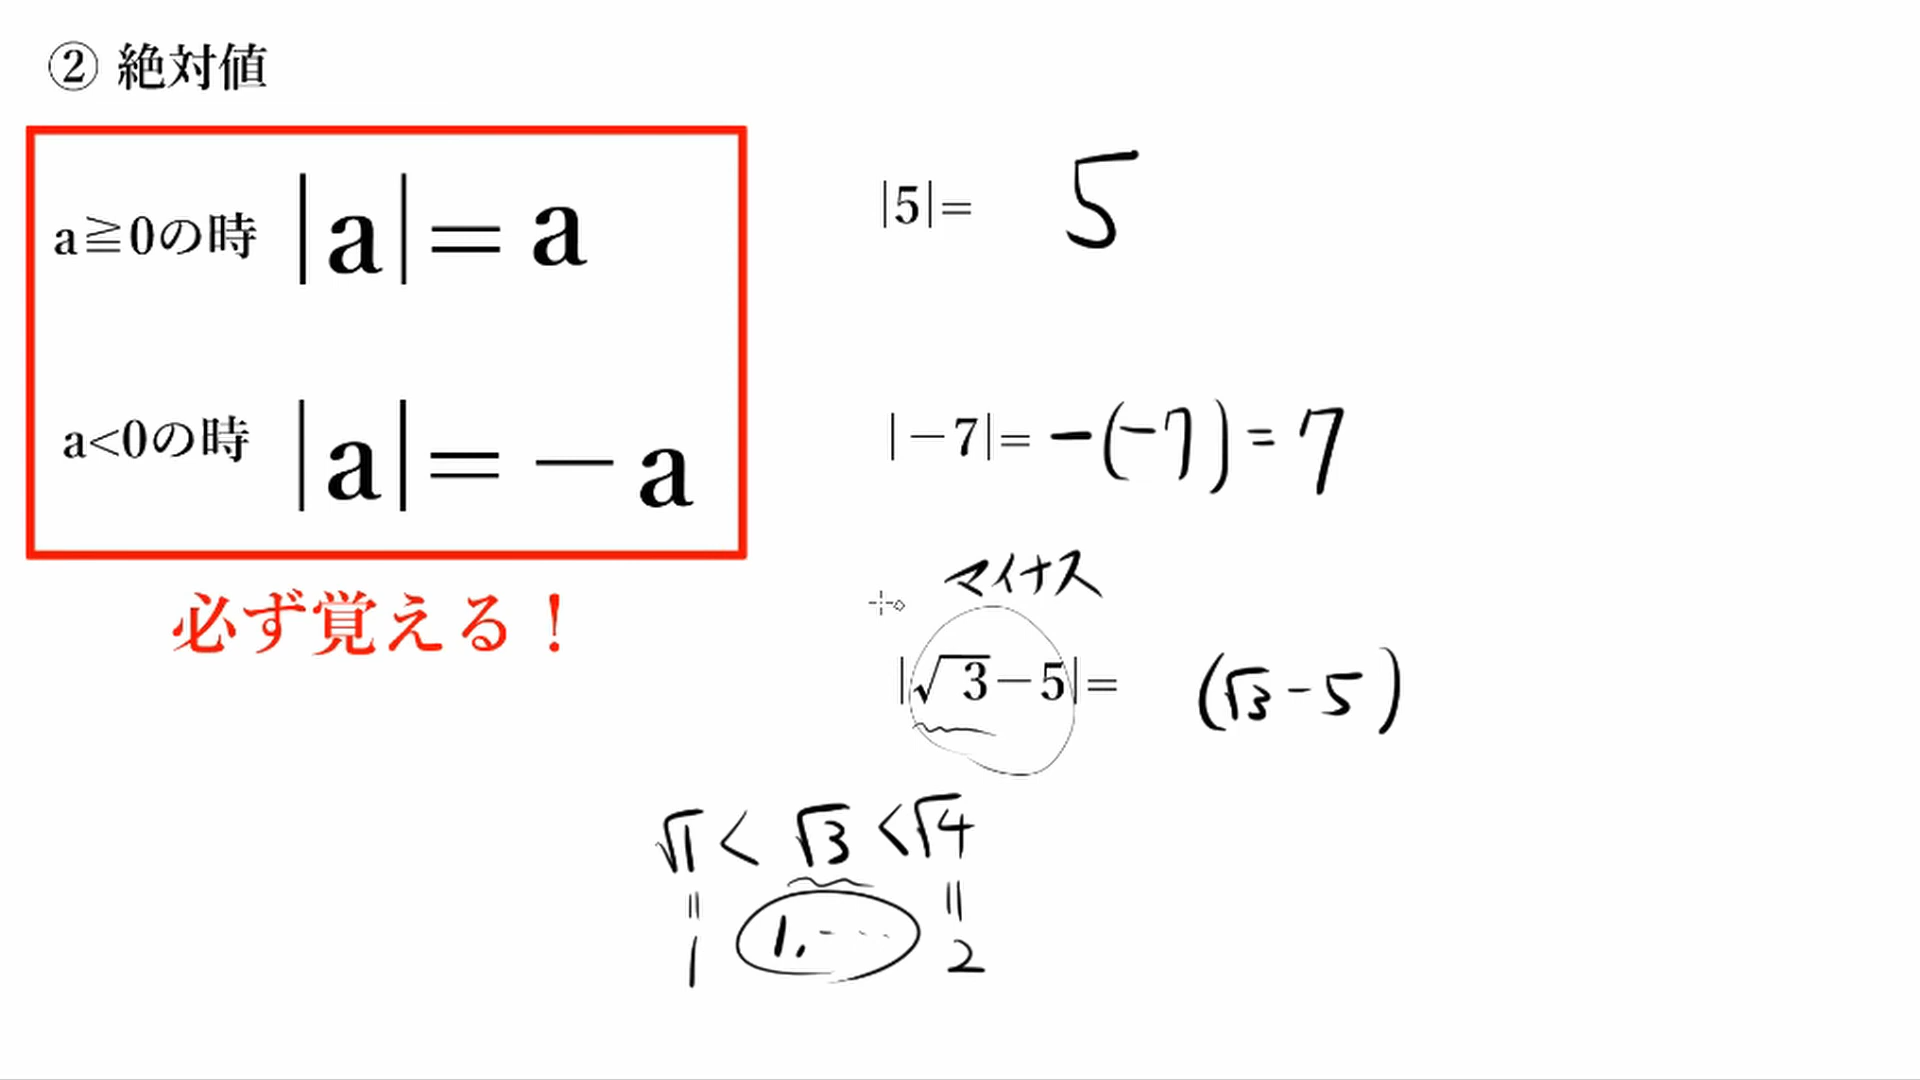 ② 絶対値
a≧0の時 |a|= a
a<0の時 |a|=－a
必ず覚える！
|5|= 5
|－7|= -(-7) = 7
マイナス
|√3－5|= (√3-5)
√1 < √3 < √4
= =
1 1.… 2